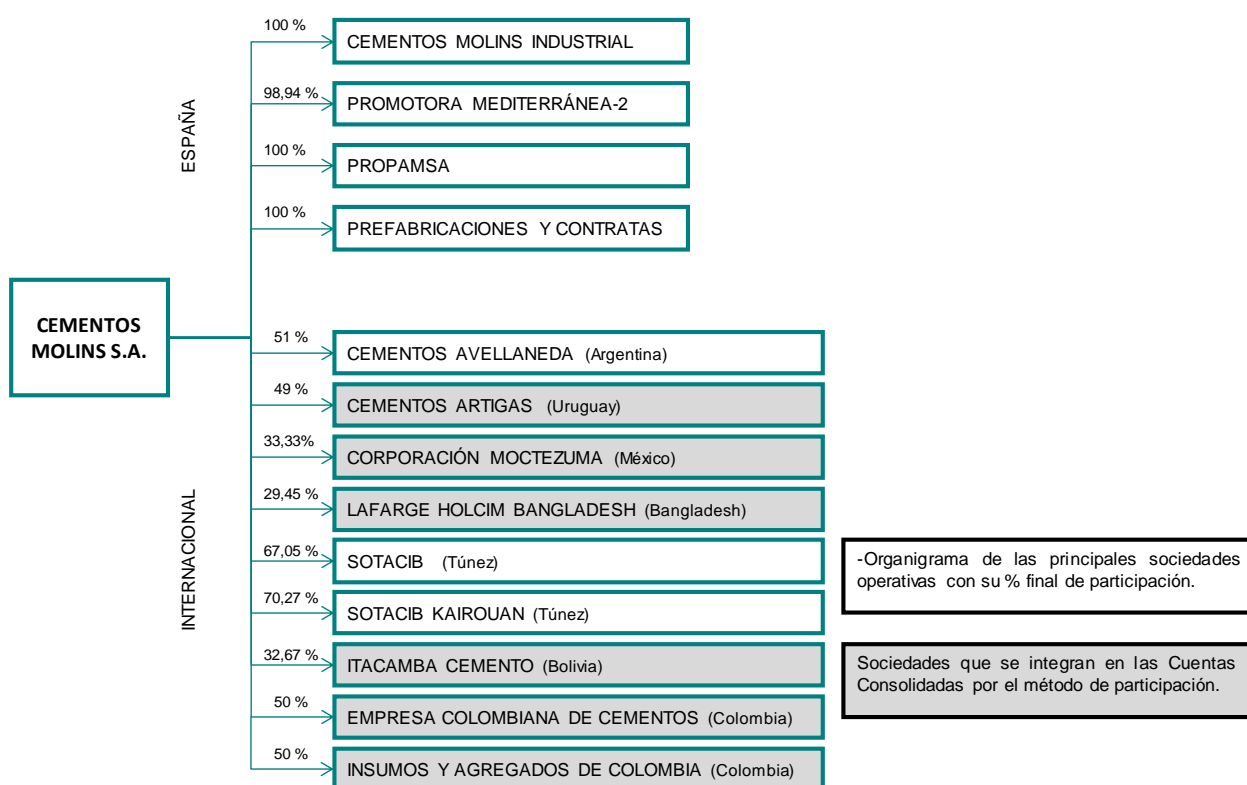 100 %
CEMENTOS MOLINS INDUSTRIAL
98,94 %
PROMOTORA MEDITERRÁNEA-2
ESPAÑA
100 %
PROPAMSA
100 %
PREFABRICACIONES Y CONTRATAS
CEMENTOS
MOLINS S.A.
51 %
CEMENTOS AVELLANEDA (Argentina)
49 %
CEMENTOS ARTIGAS (Uruguay)
33,33%
CORPORACIÓN MOCTEZUMA (México)
29,45 %
LAFARGE HOLCIM BANGLADESH (Bangladesh)
INTERNACIONAL
67,05 %
SOTACIB (Túnez)
70,27 %
SOTACIB KAIROUAN (Túnez)
32,67 %
ITACAMBA CEMENTO (Bolivia)
50 %
EMPRESA COLOMBIANA DE CEMENTOS (Colombia)
50 %
INSUMOS Y AGREGADOS DE COLOMBIA (Colombia)
-Organigrama de las principales sociedades
operativas con su % final de participación.
Sociedades que se integran en las Cuentas
Consolidadas por el método de participación.